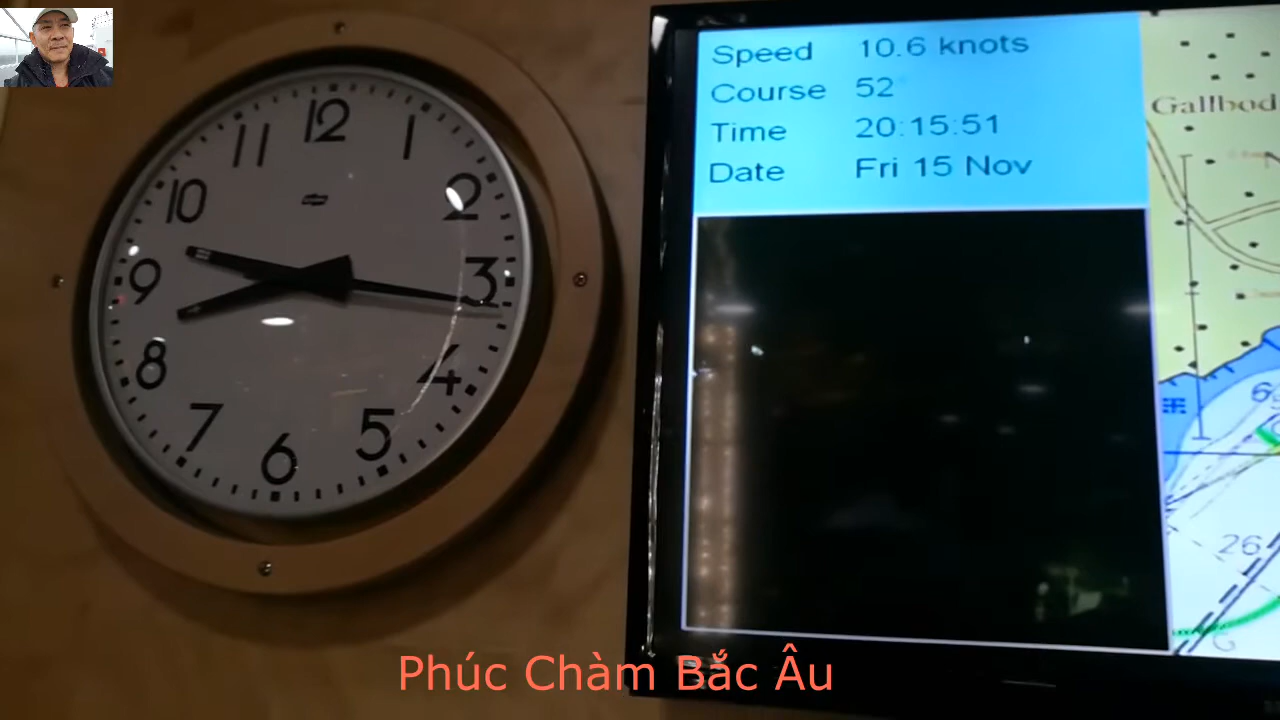 12
1
2
3
4
5
6
7
8
9
10
11
Speed 10.6 knots
Course 52
Time 20:15:51
Date Fri 15 Nov
Gallbod
26
Phúc Chàm Bắc Âu